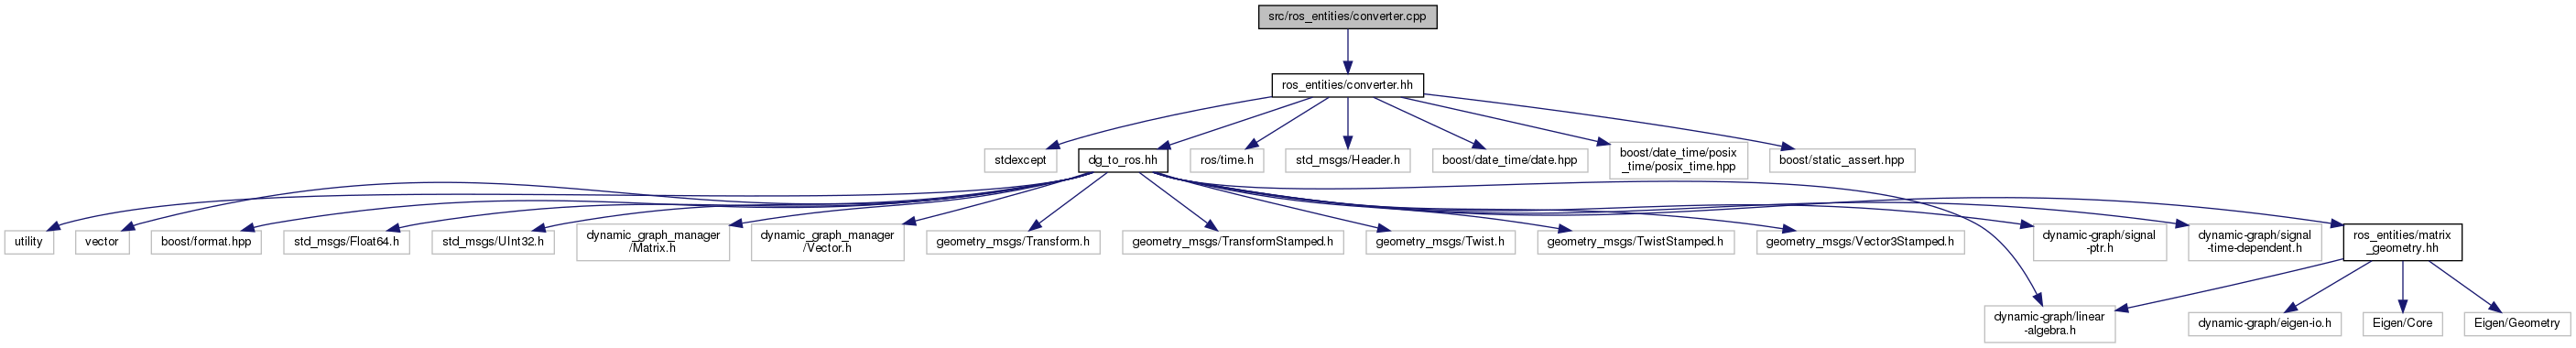 src/ros_entities/converter.cpp
ros_entities/converter.hh
stdexcept
dg_to_ros.hh
ros/time.h
std_msgs/Header.h
boost/date_time/date.hpp
boost/date_time/posix
_time/posix_time.hpp
boost/static_assert.hpp
utility
vector
boost/format.hpp
std_msgs/Float64.h
std_msgs/UInt32.h
dynamic_graph_manager
/Matrix.h
dynamic_graph_manager
/Vector.h
geometry_msgs/Transform.h
geometry_msgs/TransformStamped.h
geometry_msgs/Twist.h
geometry_msgs/TwistStamped.h
geometry_msgs/Vector3Stamped.h
dynamic-graph/signal
-ptr.h
dynamic-graph/signal
-time-dependent.h
ros_entities/matrix
_geometry.hh
dynamic-graph/linear
-algebra.h
dynamic-graph/eigen-io.h
Eigen/Core
Eigen/Geometry